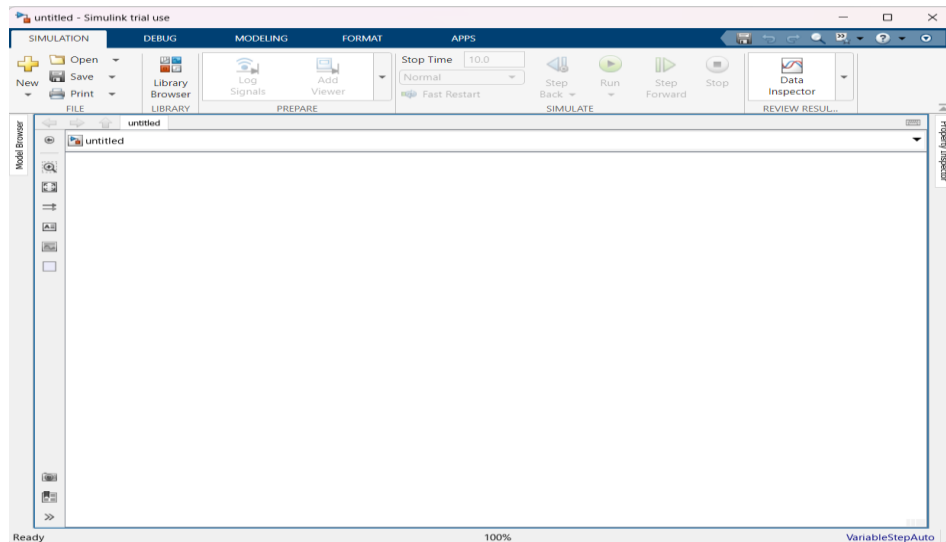 untitled - Simulink trial use
SIMULATION DEBUG MODELING FORMAT APPS
New
Open
Save
Print
FILE
Library
Browser
LIBRARY
Log
Signals
Add
Viewer
PREPARE
Stop Time 10.0
Normal
Fast Restart
Step
Back
Run
Step
Forward
Stop
SIMULATE
Data
Inspector
REVIEW RESUL...
Model Browser
untitled
untitled
Property Inspector
Ready 100% VariableStepAuto